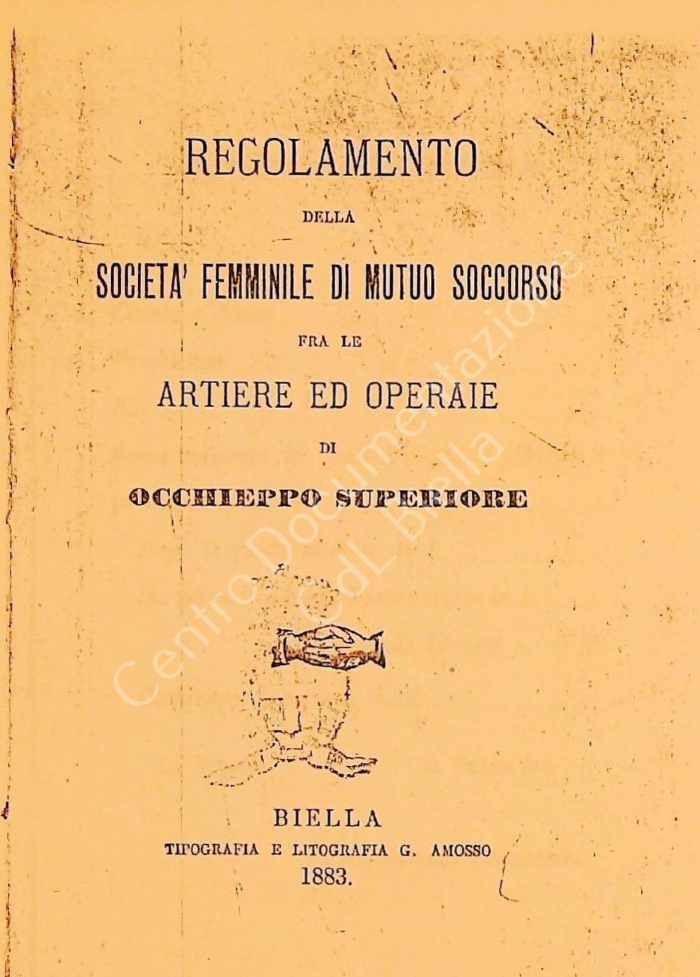 REGOLAMENTO
DELLA
SOCIETA' FEMMINILE DI MUTUO SOCCORSO
FRA LE
ARTIERE ED OPERAIE
DI
OCCHIEPPO SUPERIORE
BIELLA
TIPOGRAFIA E LITOGRAFIA G. AMOSSO
1883.
Centro Documentazione
CdL Biella